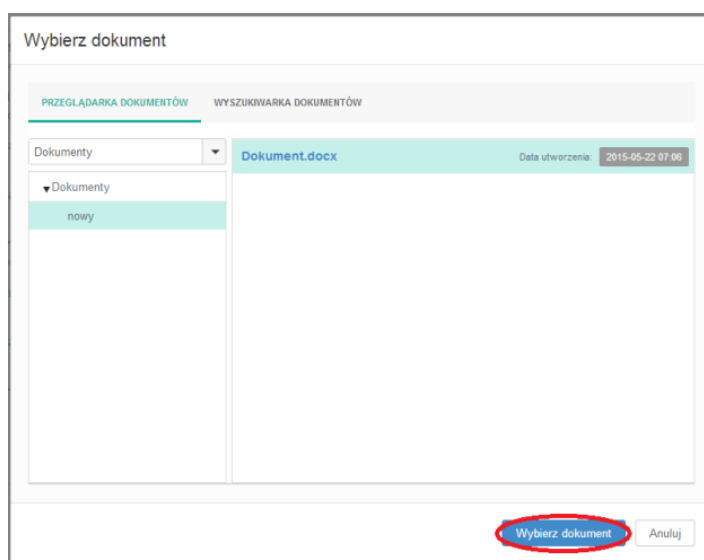 Wybierz dokument
PRZEGLĄDARKA DOKUMENTÓW WYSZUKIWARKA DOKUMENTÓW
Dokumenty
Dokument.docx Data utworzenia: 2015-05-22 07:06
Dokumenty
nowy
Wybierz dokument Anuluj